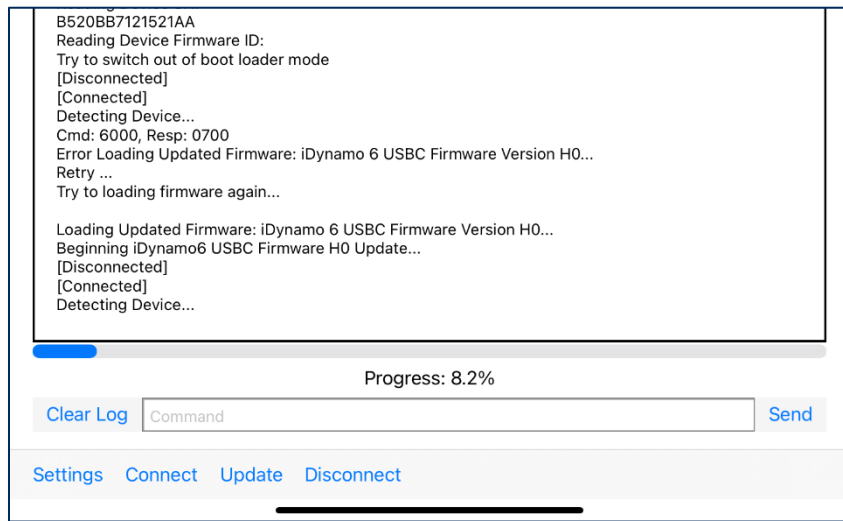 B520BB7121521AA
Reading Device Firmware ID:
Try to switch out of boot loader mode
[Disconnected]
[Connected]
Detecting Device...
Cmd: 6000, Resp: 0700
Error Loading Updated Firmware: iDynamo 6 USBC Firmware Version H0...
Retry ...
Try to loading firmware again...
Loading Updated Firmware: iDynamo 6 USBC Firmware Version H0...
Beginning iDynamo6 USBC Firmware H0 Update...
[Disconnected]
[Connected]
Detecting Device...
Progress: 8.2%
Clear Log Command Send
Settings Connect Update Disconnect